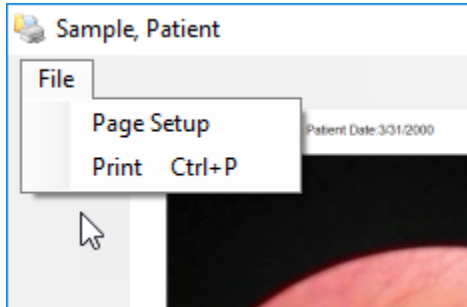 Sample, Patient
File
Page Setup
Patient Date:3/31/2000
Print Ctrl+P